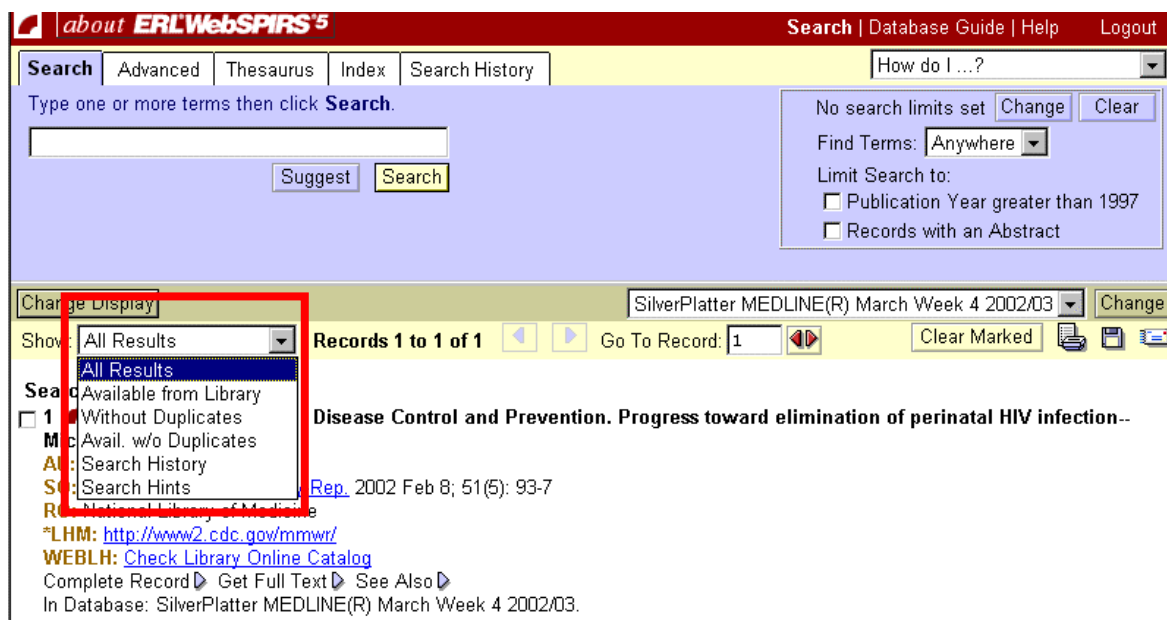 about ERL'WebSPIRS'5 Search | Database Guide | Help Logout
Search Advanced Thesaurus Index Search History How do I ...?
Type one or more terms then click Search.
No search limits set Change Clear
Find Terms: Anywhere
Suggest Search
Limit Search to:
Publication Year greater than 1997
Records with an Abstract
Change Display SilverPlatter MEDLINE(R) March Week 4 2002/03 Change
Show: All Results Records 1 to 1 of 1 Go To Record: 1 Clear Marked
All Results
Available from Library
Without Duplicates
Avail. w/o Duplicates
Search History
Search Hints
1 Disease Control and Prevention. Progress toward elimination of perinatal HIV infection--
Rep. 2002 Feb 8; 51(5): 93-7
National Library of Medicine
*LHM: http://www2.cdc.gov/mmwr/
WEBLH: Check Library Online Catalog
Complete Record Get Full Text See Also
In Database: SilverPlatter MEDLINE(R) March Week 4 2002/03.